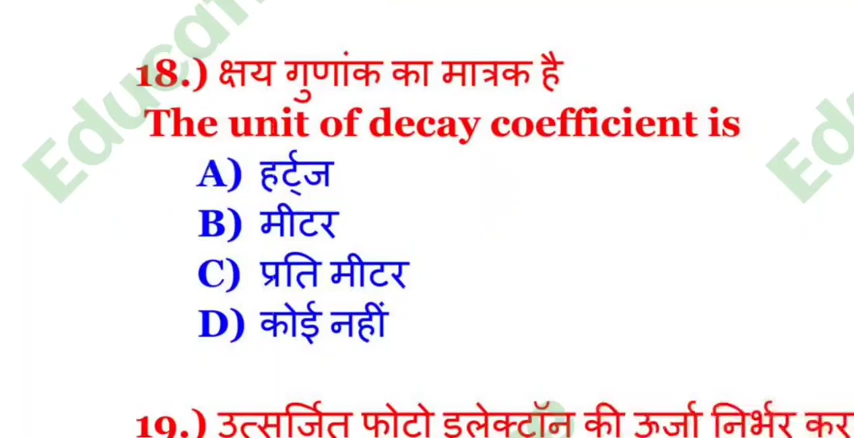 18.) क्षय गुणांक का मात्रक है
The unit of decay coefficient is
A) हर्ट्ज
B) मीटर
C) प्रति मीटर
D) कोई नहीं
19.) उत्सर्जित फोटो इलेक्टॉन की ऊर्जा निर्भर कर